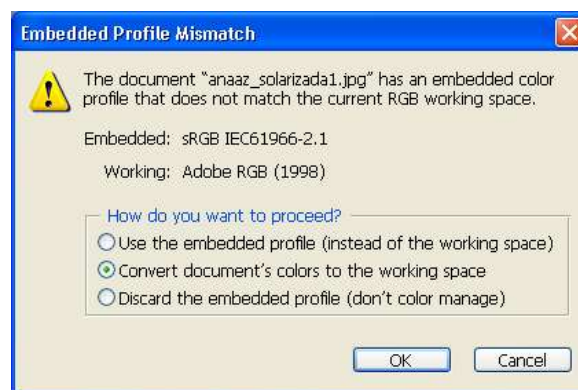 Embedded Profile Mismatch
The document “anaaz_solarizada1.jpg” has an embedded color
profile that does not match the current RGB working space.
Embedded: sRGB IEC61966-2.1
Working: Adobe RGB (1998)
How do you want to proceed?
Use the embedded profile (instead of the working space)
Convert document's colors to the working space
Discard the embedded profile (don't color manage)
OK Cancel